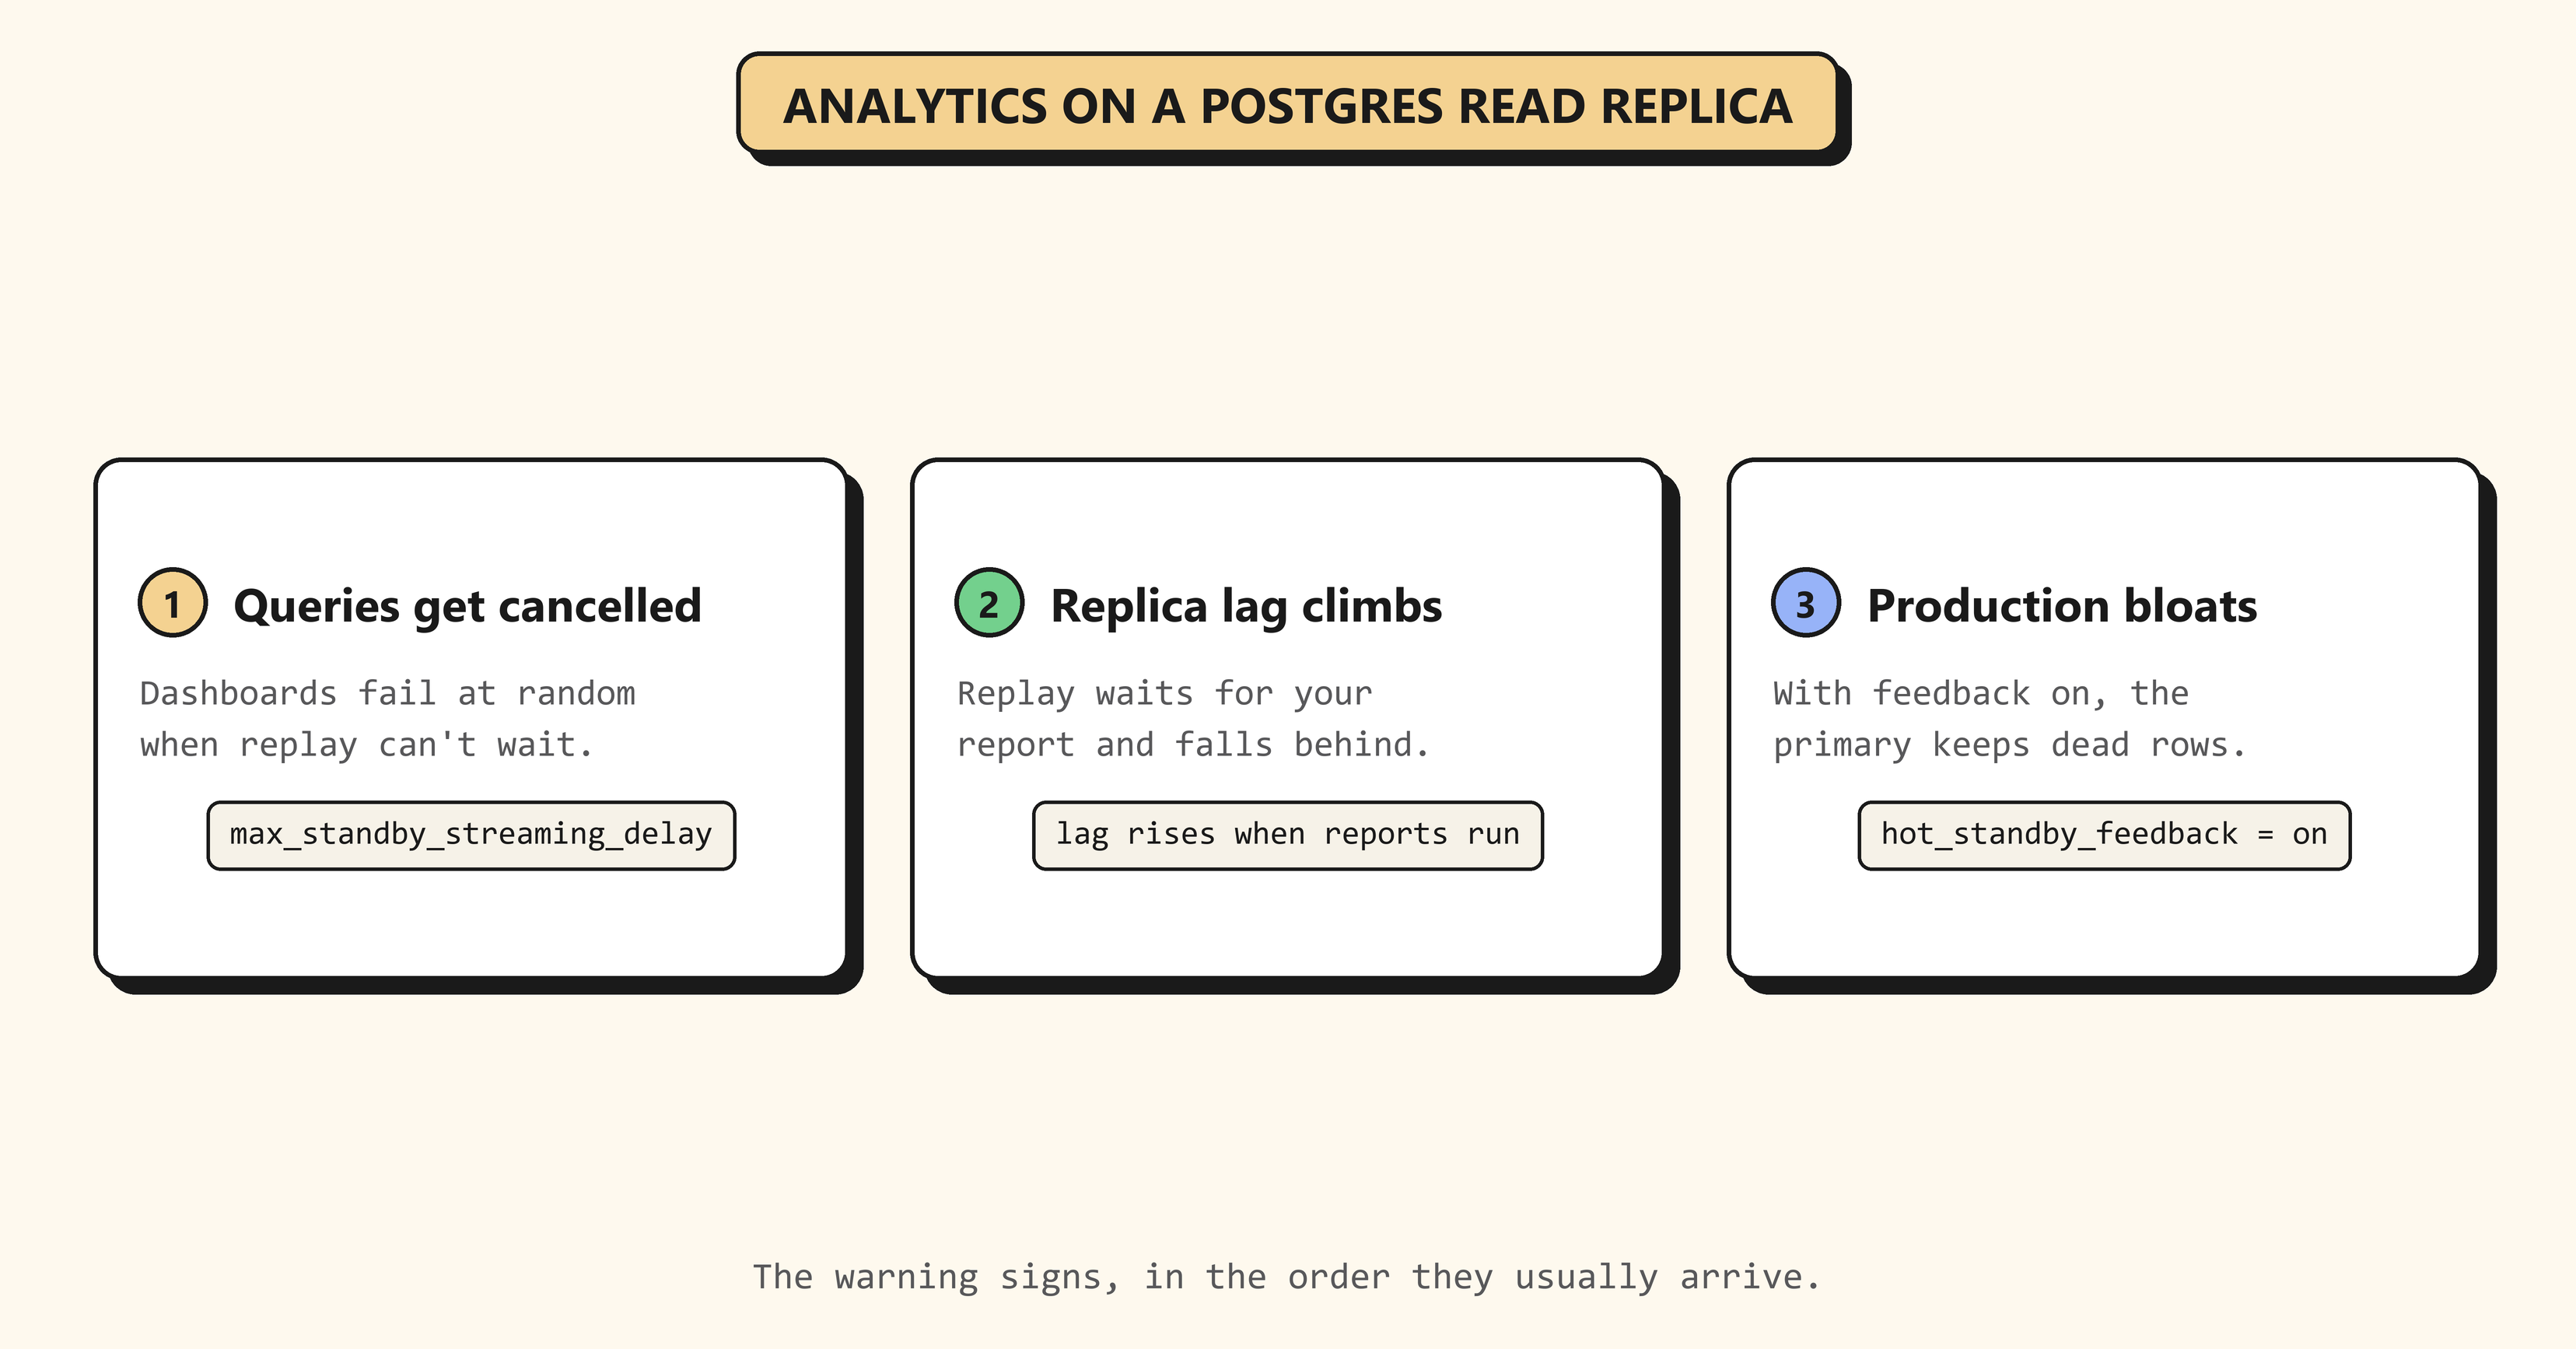 ANALYTICS ON A POSTGRES READ REPLICA
1 Queries get cancelled
Dashboards fail at random
when replay can't wait.
max_standby_streaming_delay
2 Replica lag climbs
Replay waits for your
report and falls behind.
lag rises when reports run
3 Production bloats
With feedback on, the
primary keeps dead rows.
hot_standby_feedback = on
The warning signs, in the order they usually arrive.